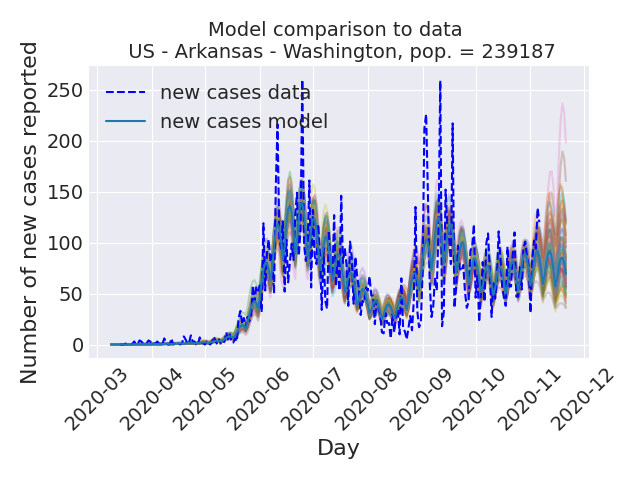 Model comparison to data
US - Arkansas - Washington, pop. = 239187
Number of new cases reported
250
200
150
100
50
0
new cases data
new cases model
2020-03
2020-04
2020-05
2020-06
2020-07
2020-08
2020-09
2020-10
2020-11
2020-12
Day